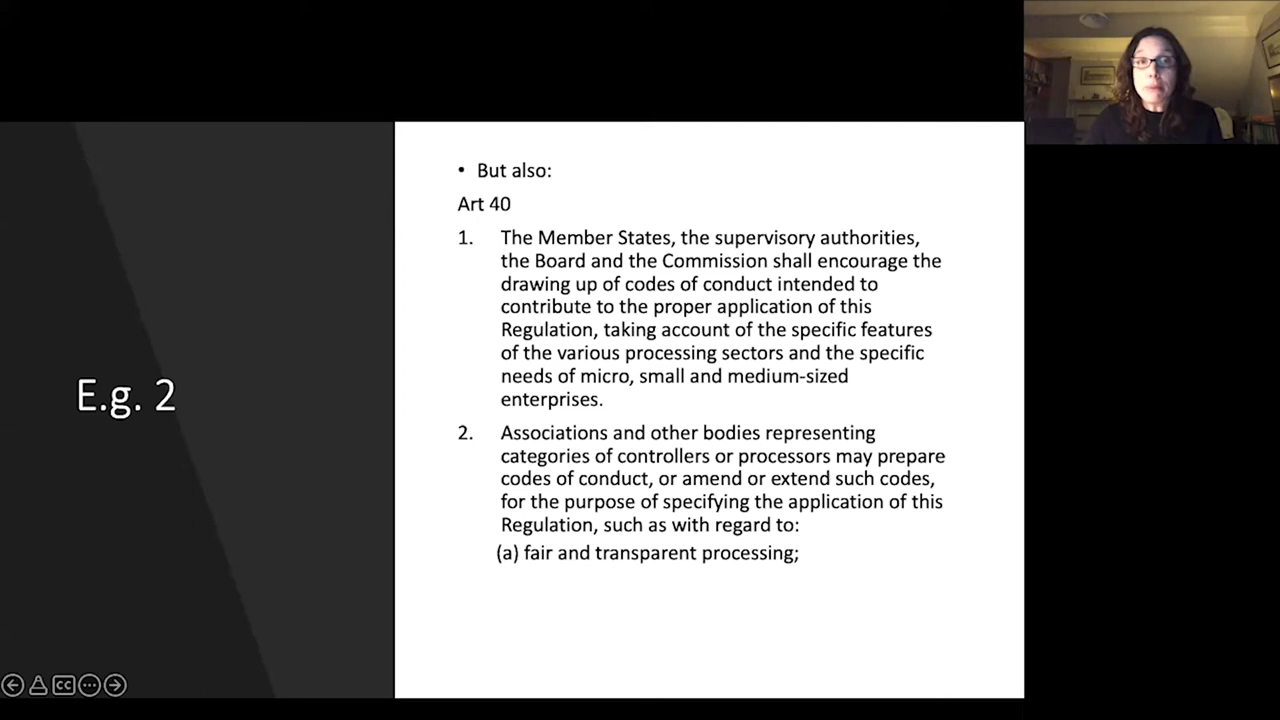 E.g. 2
• But also:
Art 40
1. The Member States, the supervisory authorities,
the Board and the Commission shall encourage the
drawing up of codes of conduct intended to
contribute to the proper application of this
Regulation, taking account of the specific features
of the various processing sectors and the specific
needs of micro, small and medium-sized
enterprises.
2. Associations and other bodies representing
categories of controllers or processors may prepare
codes of conduct, or amend or extend such codes,
for the purpose of specifying the application of this
Regulation, such as with regard to:
(a) fair and transparent processing;
CC